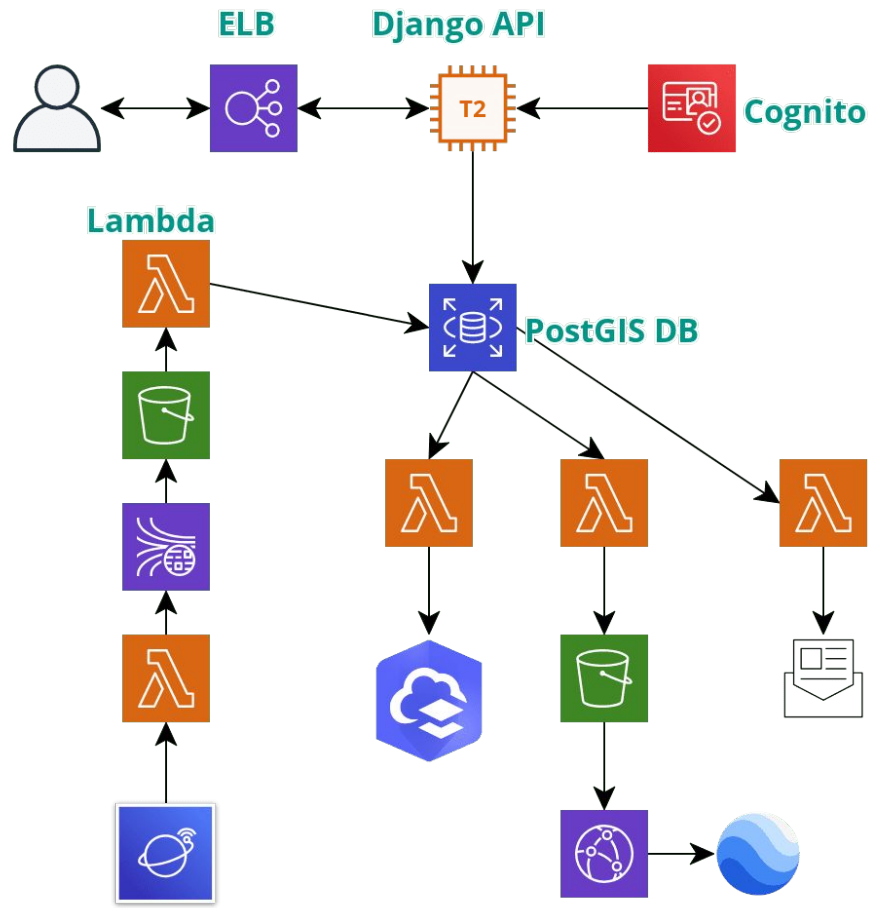 ELB
Django API
T2
Cognito
Lambda
PostGIS DB